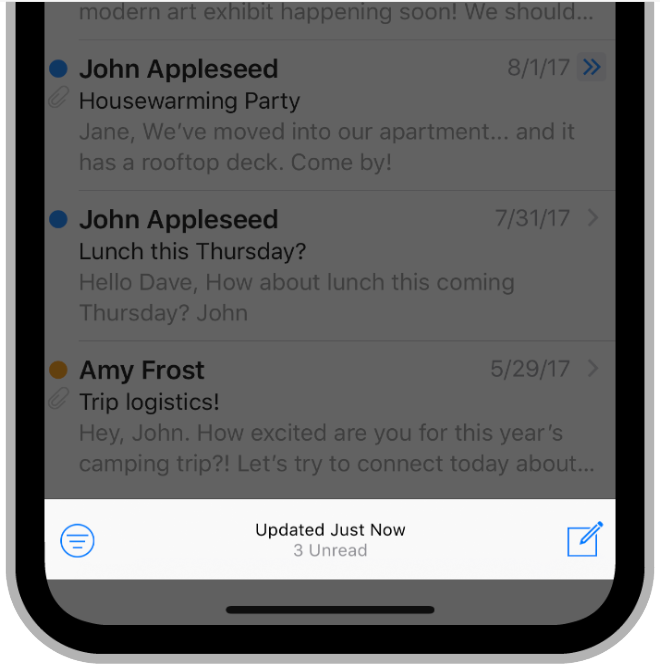 modern art exhibit happening soon! We should...
John Appleseed 8/1/17
Housewarming Party
Jane, We've moved into our apartment... and it
has a rooftop deck. Come by!
John Appleseed 7/31/17
Lunch this Thursday?
Hello Dave, How about lunch this coming
Thursday? John
Amy Frost 5/29/17
Trip logistics!
Hey, John. How excited are you for this year's
camping trip?! Let's try to connect today about...
Updated Just Now
3 Unread